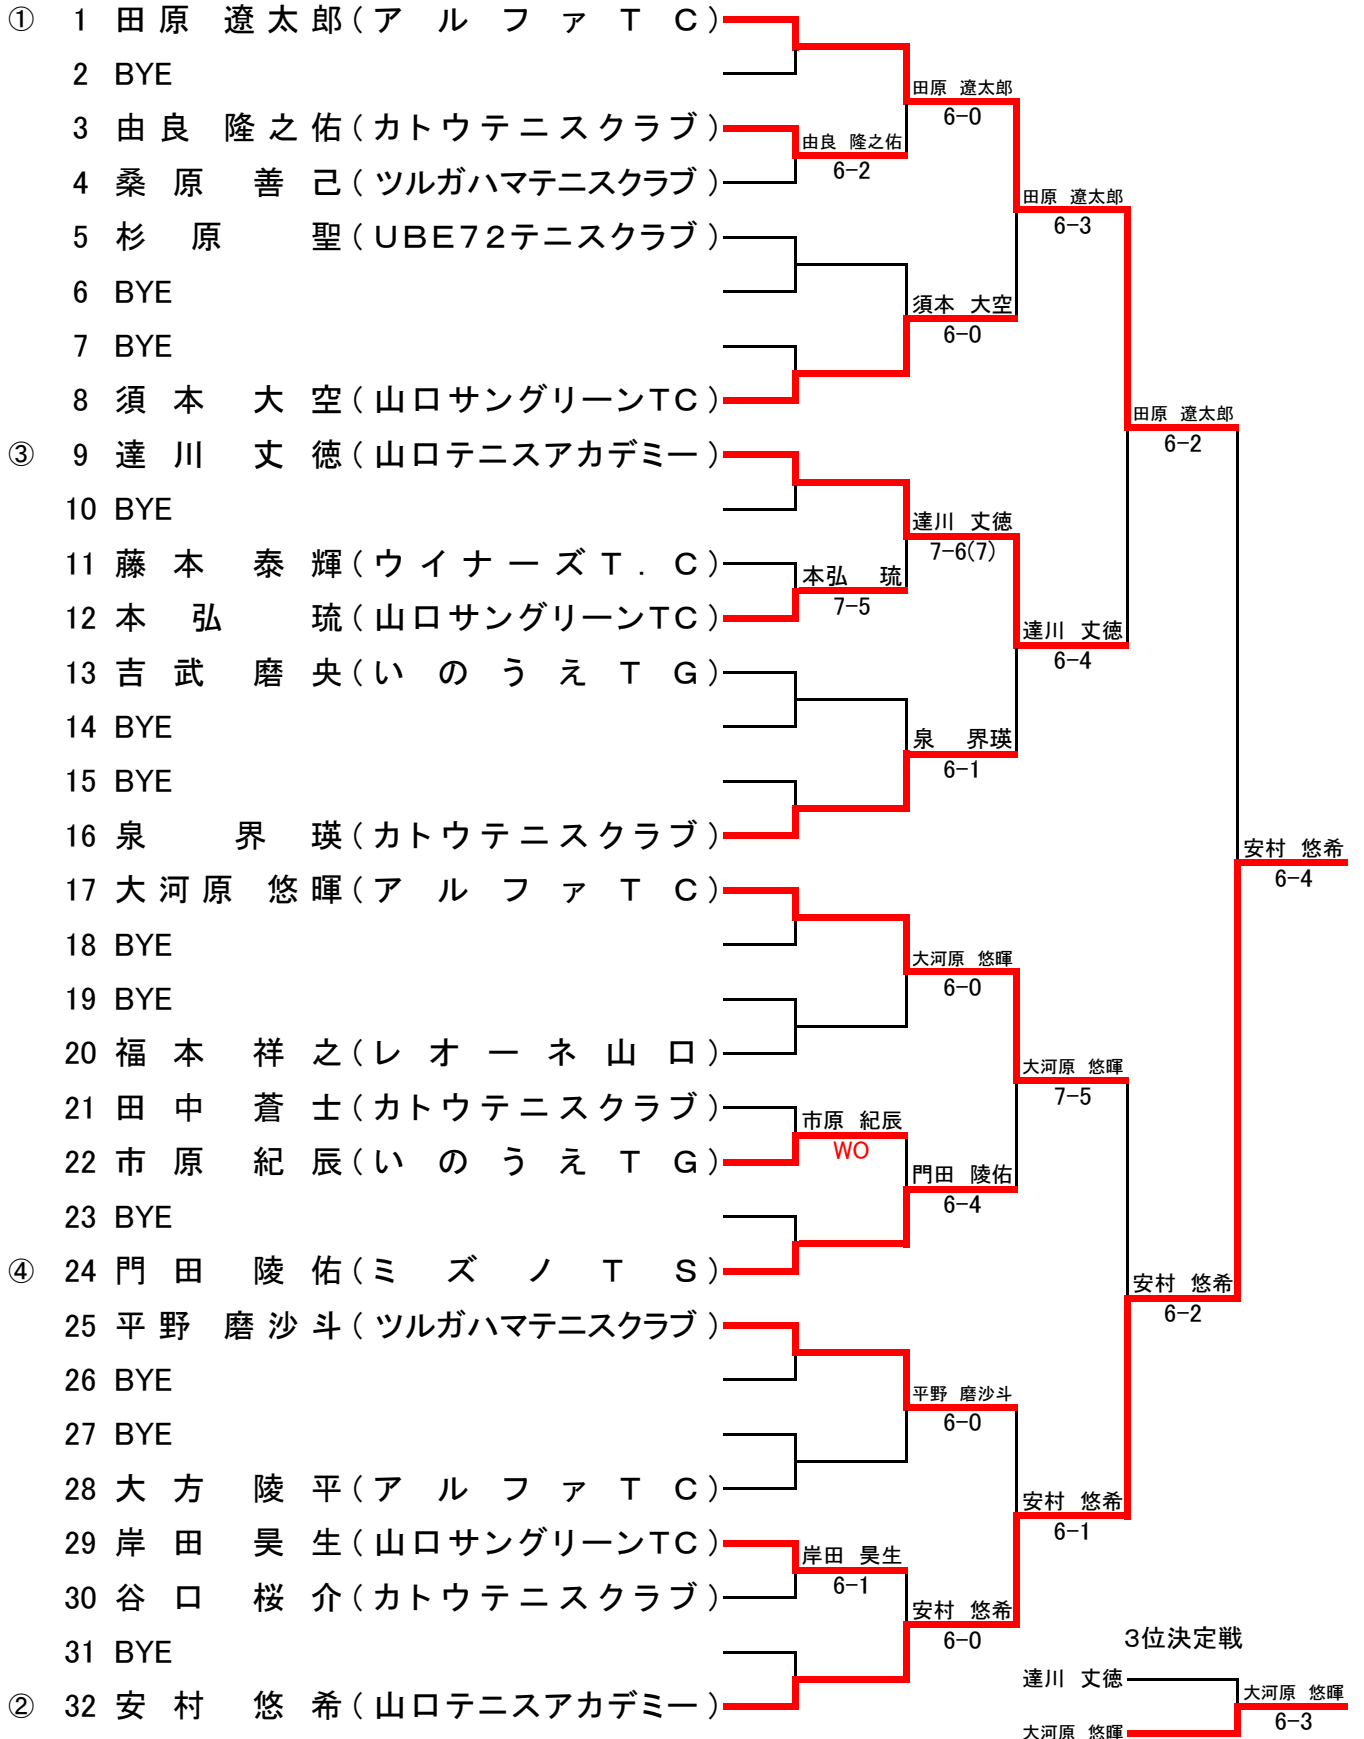 ① 1 田原 遼太郎(アルファTC)
2 BYE
田原 遼太郎
6-0
3 由良 隆之佑(カトウテニスクラブ)
由良 隆之佑
6-2
4 桑原 善己(ツルガハマテニスクラブ)
田原 遼太郎
6-3
5 杉原 聖(UBE72テニスクラブ)
6 BYE
須本 大空
6-0
7 BYE
8 須本 大空(山口サングリーンTC)
田原 遼太郎
6-2
③ 9 達川 丈徳(山口テニスアカデミー)
10 BYE
達川 丈徳
7-6(7)
11 藤本 泰輝(ウイナーズT.C)
本弘 琉
7-5
12 本弘 琉(山口サングリーンTC)
達川 丈徳
6-4
13 吉武 磨央(いのうえTG)
14 BYE
泉 界瑛
6-1
15 BYE
16 泉 界瑛(カトウテニスクラブ)
安村 悠希
6-4
17 大河原 悠暉(アルファTC)
18 BYE
大河原 悠暉
6-0
19 BYE
20 福本 祥之(レオーネ山口)
大河原 悠暉
7-5
21 田中 蒼士(カトウテニスクラブ)
市原 紀辰
WO
22 市原 紀辰(いのうえTG)
門田 陵佑
6-4
23 BYE
④ 24 門田 陵佑(ミズノTS)
安村 悠希
6-2
25 平野 磨沙斗(ツルガハマテニスクラブ)
26 BYE
平野 磨沙斗
6-0
27 BYE
28 大方 陵平(アルファTC)
安村 悠希
6-1
29 岸田 昊生(山口サングリーンTC)
岸田 昊生
6-1
30 谷口 桜介(カトウテニスクラブ)
安村 悠希
6-0
31 BYE
② 32 安村 悠希(山口テニスアカデミー)
3位決定戦
達川 丈徳
大河原 悠暉
6-3
大河原 悠暉